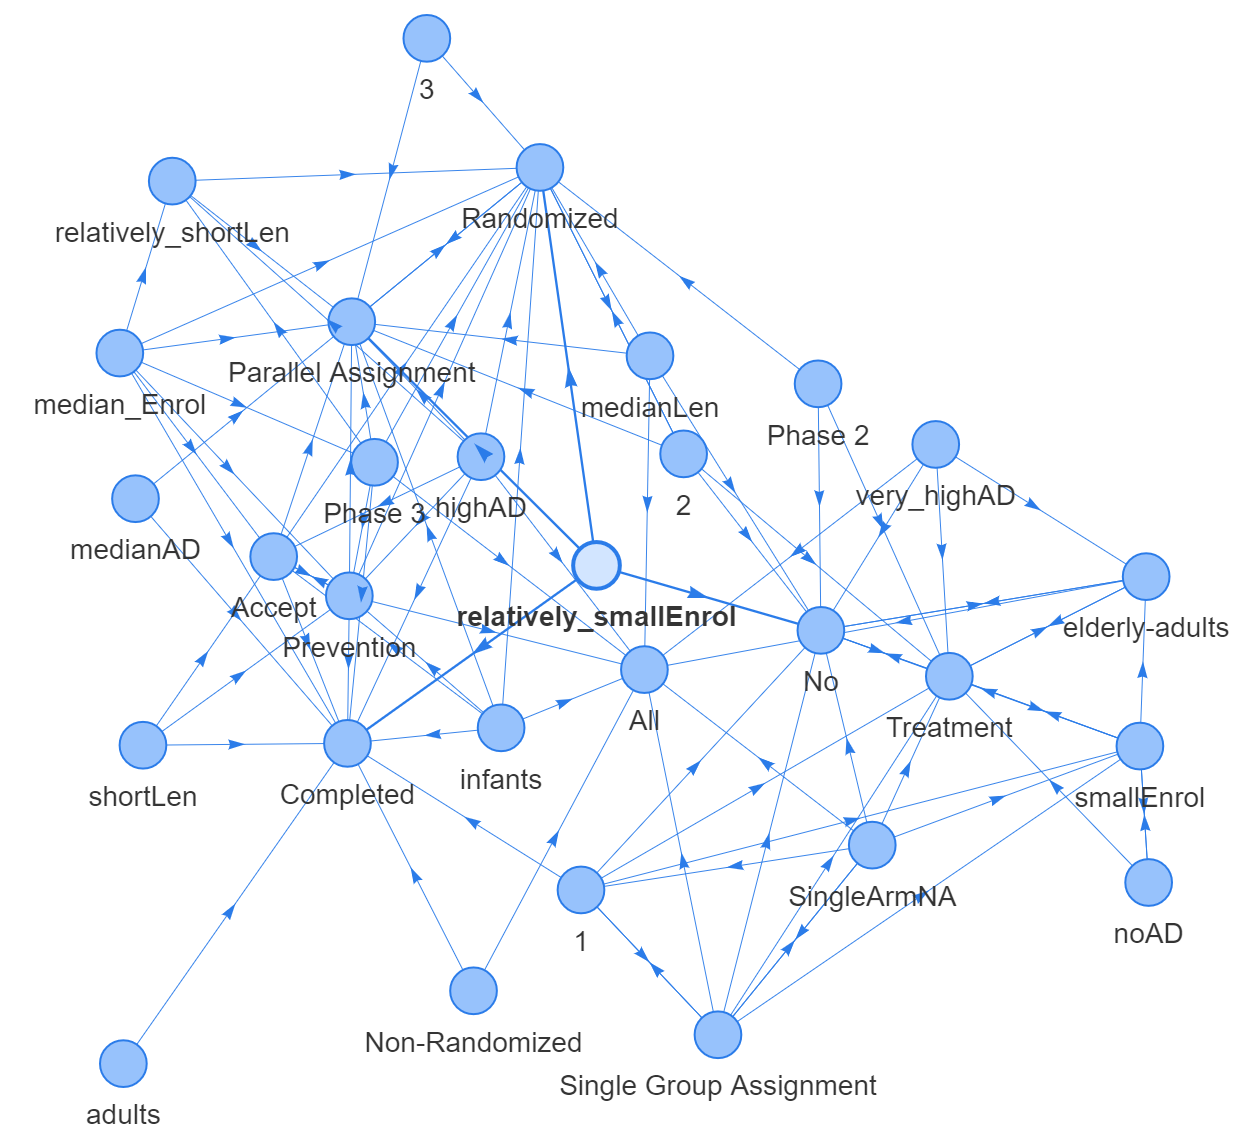 3
Randomized
relatively_shortLen
Parallel Assignment
median_Enrol
medianLen
Phase 2
very_highAD
Phase 3
highAD
2
medianAD
Accept
relatively_smallEnrol
elderly-adults
Prevention
No
All
Treatment
infants
Completed
shortLen
smallEnrol
SingleArmNA
1
noAD
Non-Randomized
Single Group Assignment
adults